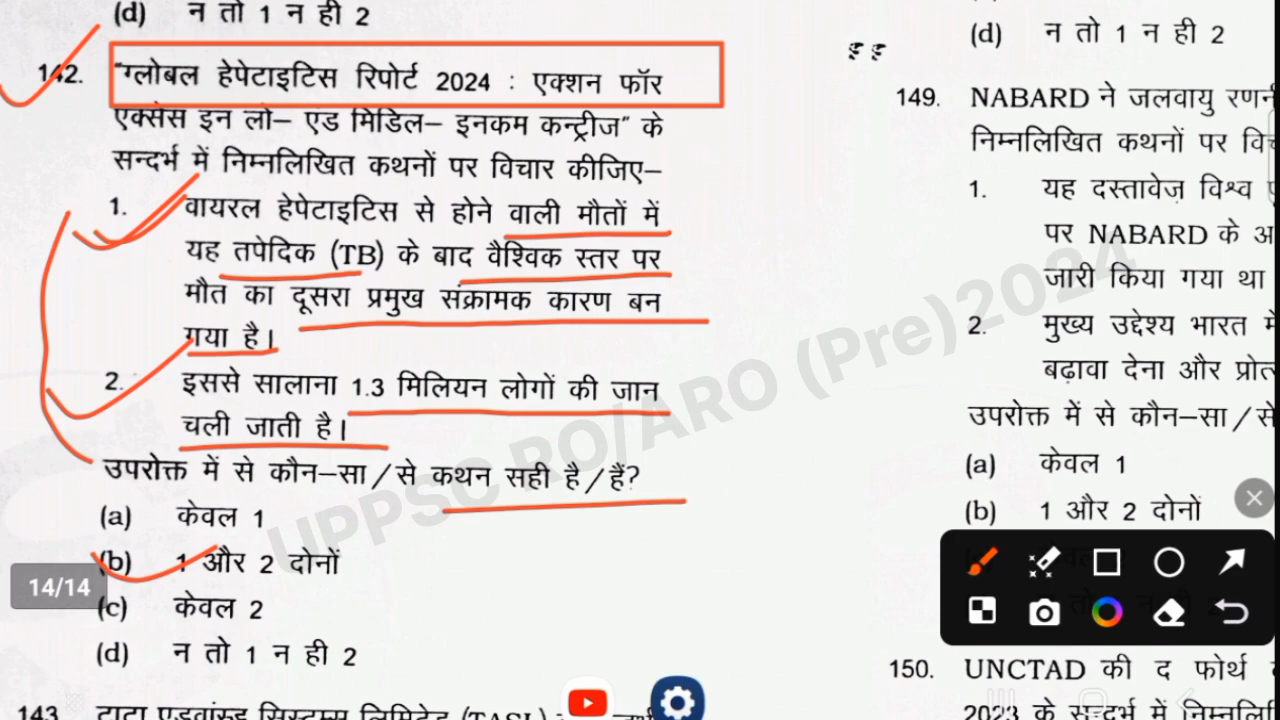 (d) न तो 1 न ही 2
142. "ग्लोबल हेपेटाइटिस रिपोर्ट 2024 : एक्शन फॉर
एक्सेस इन लो– एंड मिडिल– इनकम कन्ट्रीज" के
सन्दर्भ में निम्नलिखित कथनों पर विचार कीजिए–
1. वायरल हेपेटाइटिस से होने वाली मौतों में
यह तपेदिक (TB) के बाद वैश्विक स्तर पर
मौत का दूसरा प्रमुख संक्रामक कारण बन
गया है।
2. इससे सालाना 1.3 मिलियन लोगों की जान
चली जाती है।
उपरोक्त में से कौन–सा/से कथन सही है/हैं?
(a) केवल 1
(b) 1 और 2 दोनों
(c) केवल 2
(d) न तो 1 न ही 2
143. टाटा एडवांस्ड सिस्टम्स लिमिटेड (TASL)
14/14
UPPSC RO/ARO (Pre) 2024
(d) न तो 1 न ही 2
149. NABARD ने जलवायु
निम्नलिखित कथनों पर
1. यह दस्तावेज़ विश्व
पर NABARD के
जारी किया गया था
2. मुख्य उद्देश्य भारत
बढ़ावा देना और
उपरोक्त में से कौन–सा/से
(a) केवल 1
(b) 1 और 2 दोनों
150. UNCTAD की द फोर्थ
2023 के सन्दर्भ में